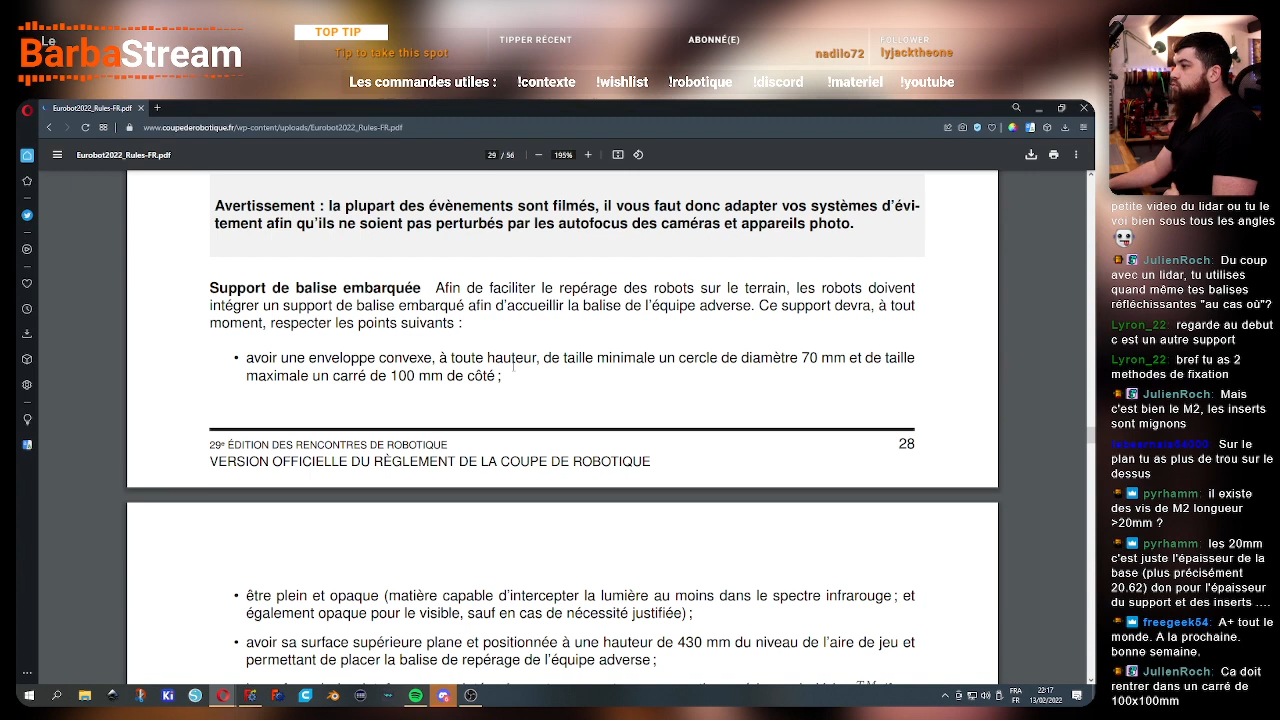 Le
BarbaStream
TOP TIP
Tip to take this spot
TIPPER RÉCENT
ABONNÉ(E)
nadilo72
FOLLOWER
lyjacktheone
Les commandes utiles : !contexte !wishlist !robotique !discord !materiel !youtube
Eurobot2022_Rules-FR.pdf
www.coupederobotique.fr/wp-content/uploads/Eurobot2022_Rules-FR.pdf
Eurobot2022_Rules-FR.pdf
29 / 56
195%
Avertissement : la plupart des évènements sont filmés, il vous faut donc adapter vos systèmes d'évi-
tement afin qu'ils ne soient pas perturbés par les autofocus des caméras et appareils photo.
Support de balise embarquée Afin de faciliter le repérage des robots sur le terrain, les robots doivent
intégrer un support de balise embarqué afin d'accueillir la balise de l'équipe adverse. Ce support devra, à tout
moment, respecter les points suivants :
• avoir une enveloppe convexe, à toute hauteur, de taille minimale un cercle de diamètre 70 mm et de taille
maximale un carré de 100 mm de côté ;
29e ÉDITION DES RENCONTRES DE ROBOTIQUE
28
VERSION OFFICIELLE DU RÈGLEMENT DE LA COUPE DE ROBOTIQUE
• être plein et opaque (matière capable d'intercepter la lumière au moins dans le spectre infrarouge ; et
également opaque pour le visible, sauf en cas de nécessité justifiée) ;
• avoir sa surface supérieure plane et positionnée à une hauteur de 430 mm du niveau de l'aire de jeu et
permettant de placer la balise de repérage de l'équipe adverse ;
petite video du lidar ou tu le
voi bien sous tous les angles
JulienRoch: Du coup
avec un lidar, tu utilises
quand même tes balises
réfléchissantes "au cas où"?
Lyron_22: regarde au debut
c est un autre support
Lyron_22: bref tu as 2
methodes de fixation
JulienRoch: Mais
c'est bien le M2, les inserts
sont mignons
Sur le
plan tu as plus de trou sur le
dessus
pyrhamm: il existe
des vis de M2 longueur
>20mm ?
pyrhamm: les 20mm
c'est juste l'épaisseur de la
base (plus précisément
20.62) don pour l'épaisseur
du support et des inserts ....
freegeek54: A+ tout le
monde. A la prochaine.
bonne semaine,
JulienRoch: Ca doit
rentrer dans un carré de
100x100mm
FRA
FR
22:17
13/02/2022